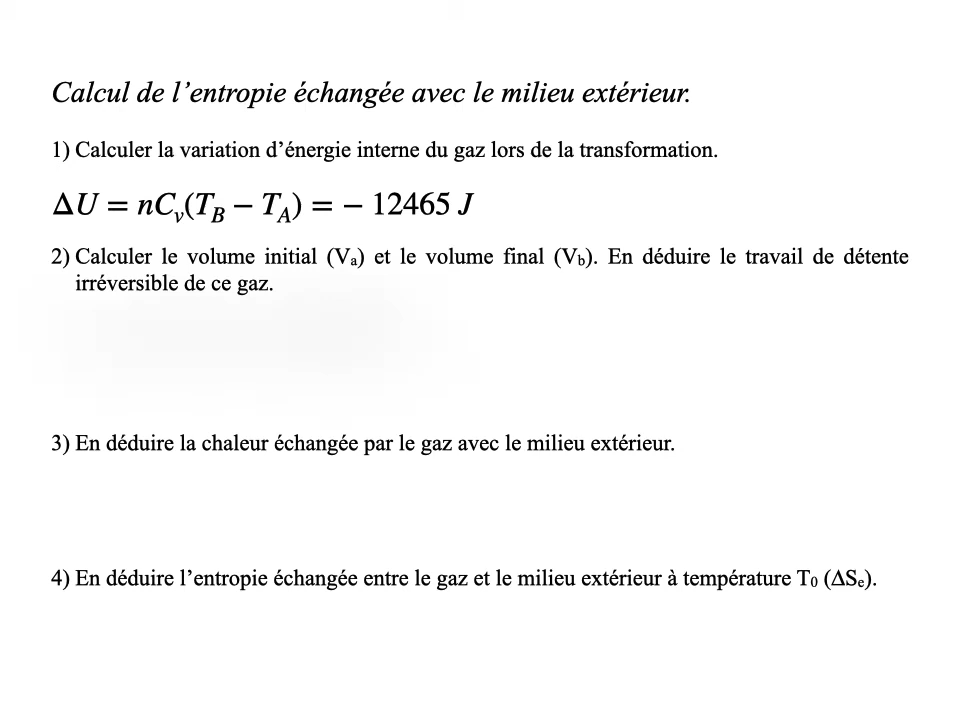 Calcul de l’entropie échangée avec le milieu extérieur.
1) Calculer la variation d’énergie interne du gaz lors de la transformation.
ΔU = nCᵥ(T_B − T_A) = − 12465 J
2) Calculer le volume initial (Vₐ) et le volume final (V_b). En déduire le travail de détente
irréversible de ce gaz.
3) En déduire la chaleur échangée par le gaz avec le milieu extérieur.
4) En déduire l’entropie échangée entre le gaz et le milieu extérieur à température T₀ (ΔSₑ).